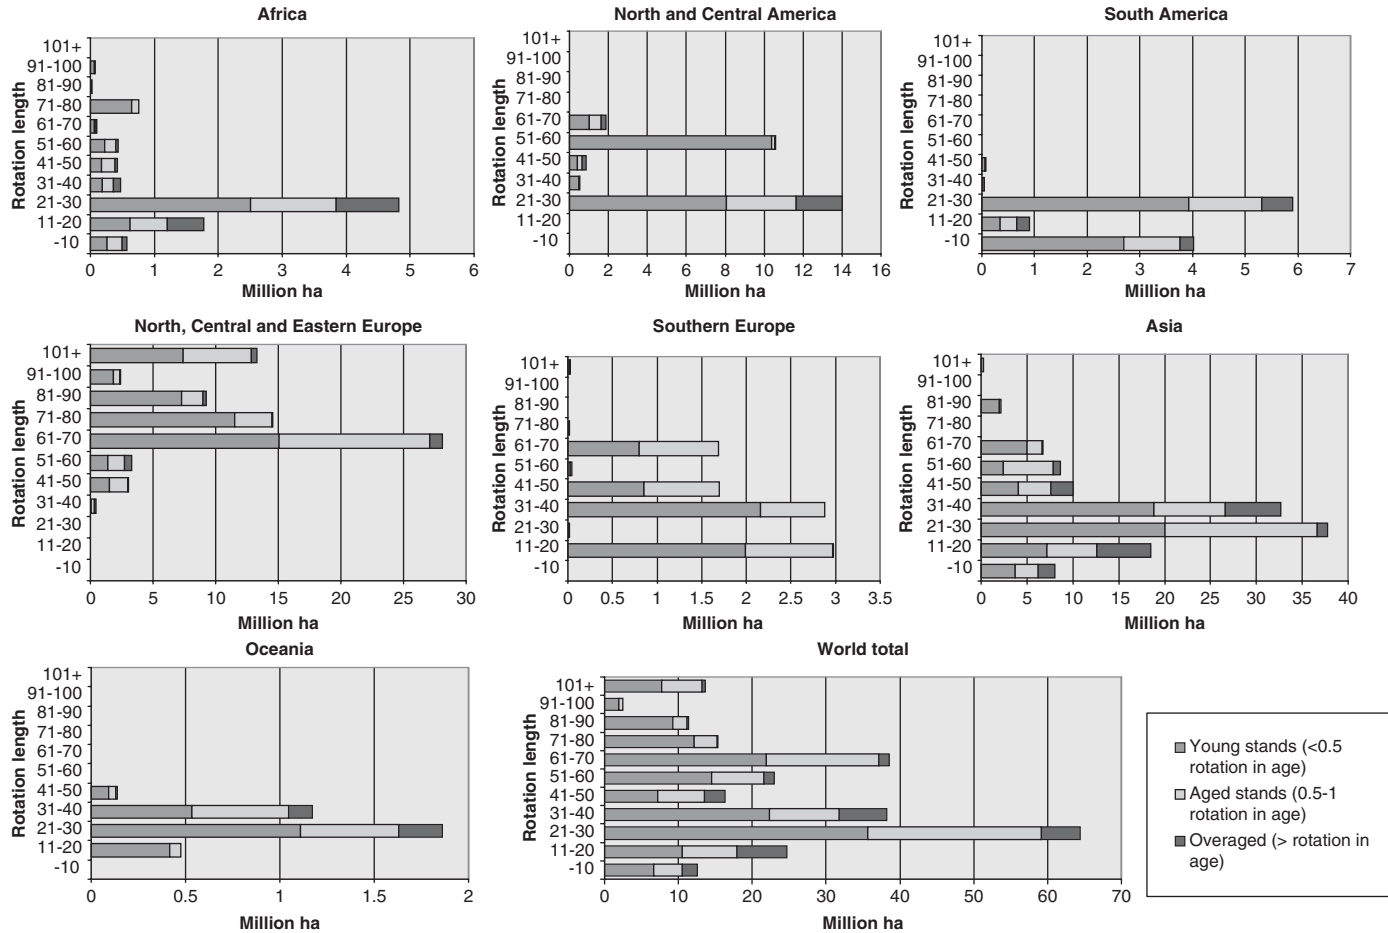 Africa
Rotation length
101+
91-100
81-90
71-80
61-70
51-60
41-50
31-40
21-30
11-20
-10
0 1 2 3 4 5 6
Million ha
North and Central America
Rotation length
101+
91-100
81-90
71-80
61-70
51-60
41-50
31-40
21-30
11-20
-10
0 2 4 6 8 10 12 14 16
Million ha
South America
Rotation length
101+
91-100
81-90
71-80
61-70
51-60
41-50
31-40
21-30
11-20
-10
0 1 2 3 4 5 6 7
Million ha
North, Central and Eastern Europe
Rotation length
101+
91-100
81-90
71-80
61-70
51-60
41-50
31-40
21-30
11-20
-10
0 5 10 15 20 25 30
Million ha
Southern Europe
Rotation length
101+
91-100
81-90
71-80
61-70
51-60
41-50
31-40
21-30
11-20
-10
0 0.5 1 1.5 2 2.5 3 3.5
Million ha
Asia
Rotation length
101+
91-100
81-90
71-80
61-70
51-60
41-50
31-40
21-30
11-20
-10
0 5 10 15 20 25 30 35 40
Million ha
Oceania
Rotation length
101+
91-100
81-90
71-80
61-70
51-60
41-50
31-40
21-30
11-20
-10
0 0.5 1 1.5 2
Million ha
World total
Rotation length
101+
91-100
81-90
71-80
61-70
51-60
41-50
31-40
21-30
11-20
-10
0 10 20 30 40 50 60 70
Million ha
Young stands (<0.5
rotation in age)
Aged stands (0.5-1
rotation in age)
Overaged (> rotation in
age)